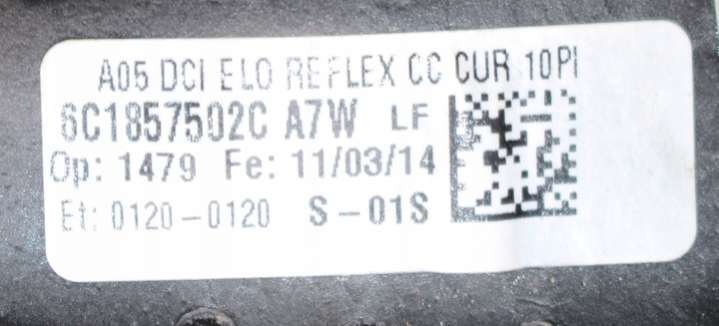 A05 DCI ELO REFLEX CC CUR 10PI
6C1857502C A7W LF
Op: 1479 Fe: 11/03/14
Et: 0120-0120 S-01S